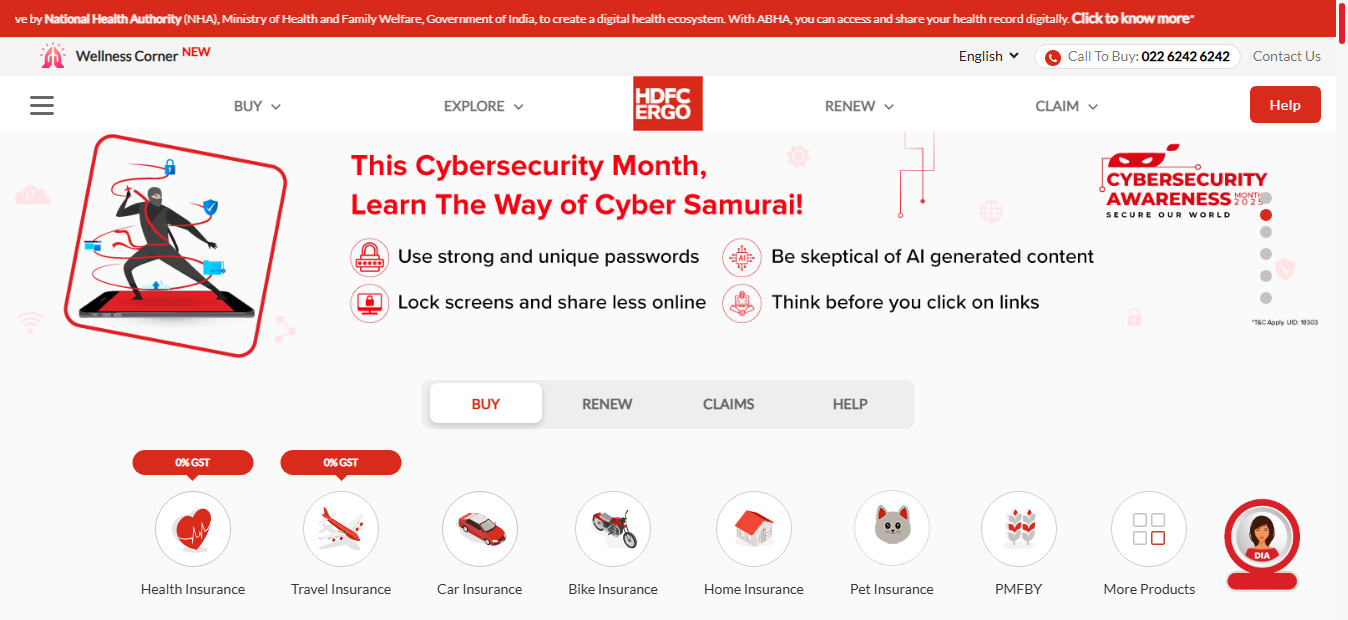 ve by National Health Authority (NHA), Ministry of Health and Family Welfare, Government of India, to create a digital health ecosystem. With ABHA, you can access and share your health record digitally. Click to know more"
Wellness Corner NEW
English
Call To Buy: 022 6242 6242
Contact Us
BUY
EXPLORE
HDFC
ERGO
RENEW
CLAIM
Help
This Cybersecurity Month,
Learn The Way of Cyber Samurai!
Use strong and unique passwords
AI
Be skeptical of AI generated content
Lock screens and share less online
Think before you click on links
CYBERSECURITY
AWARENESS MONTH 2025
SECURE OUR WORLD
*T&C Apply. UID: 18303
BUY
RENEW
CLAIMS
HELP
0% GST
0% GST
Health Insurance
Travel Insurance
Car Insurance
Bike Insurance
Home Insurance
Pet Insurance
PMFBY
More Products
DIA